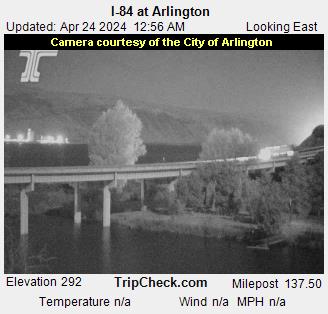 I-84 at Arlington
Updated: Apr 24 2024 12:56 AM Looking East
Camera courtesy of the City of Arlington
Elevation 292 TripCheck.com Milepost 137.50
Temperature n/a Wind n/a MPH n/a